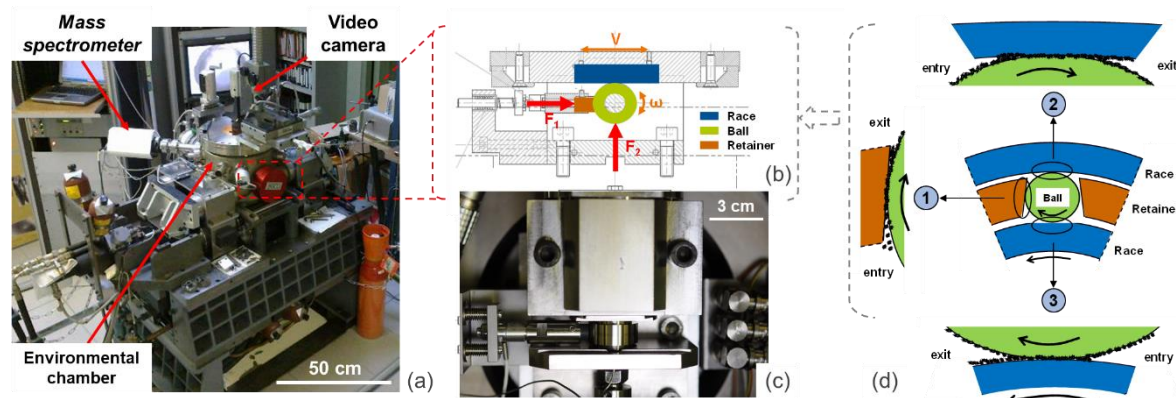 Mass
spectrometer
Video
camera
Environmental
chamber
50 cm
(a)
V
ω
F1
F2
Race
Ball
Retainer
(b)
3 cm
(c)
entry
exit
2
exit
1
entry
Race
Ball
Retaine
Race
3
exit
entry
(d)